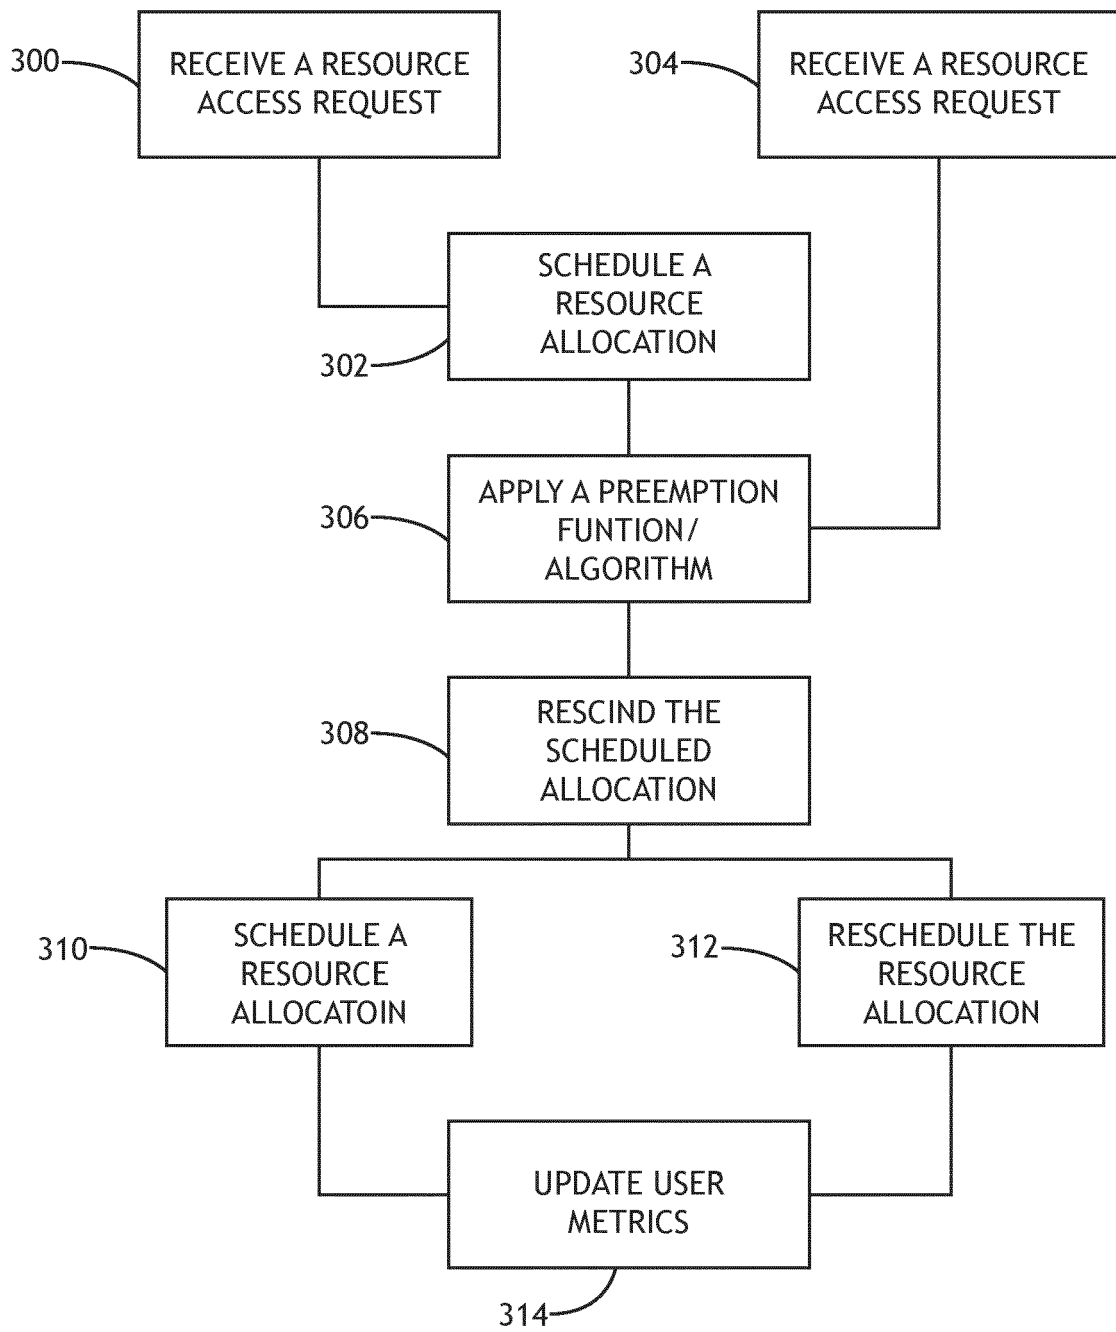 300
RECEIVE A RESOURCE
ACCESS REQUEST
304
RECEIVE A RESOURCE
ACCESS REQUEST
SCHEDULE A
RESOURCE
ALLOCATION
302
APPLY A PREEMPTION
FUNTION/
ALGORITHM
306
RESCIND THE
SCHEDULED
ALLOCATION
308
310
SCHEDULE A
RESOURCE
ALLOCATOIN
312
RESCHEDULE THE
RESOURCE
ALLOCATION
UPDATE USER
METRICS
314